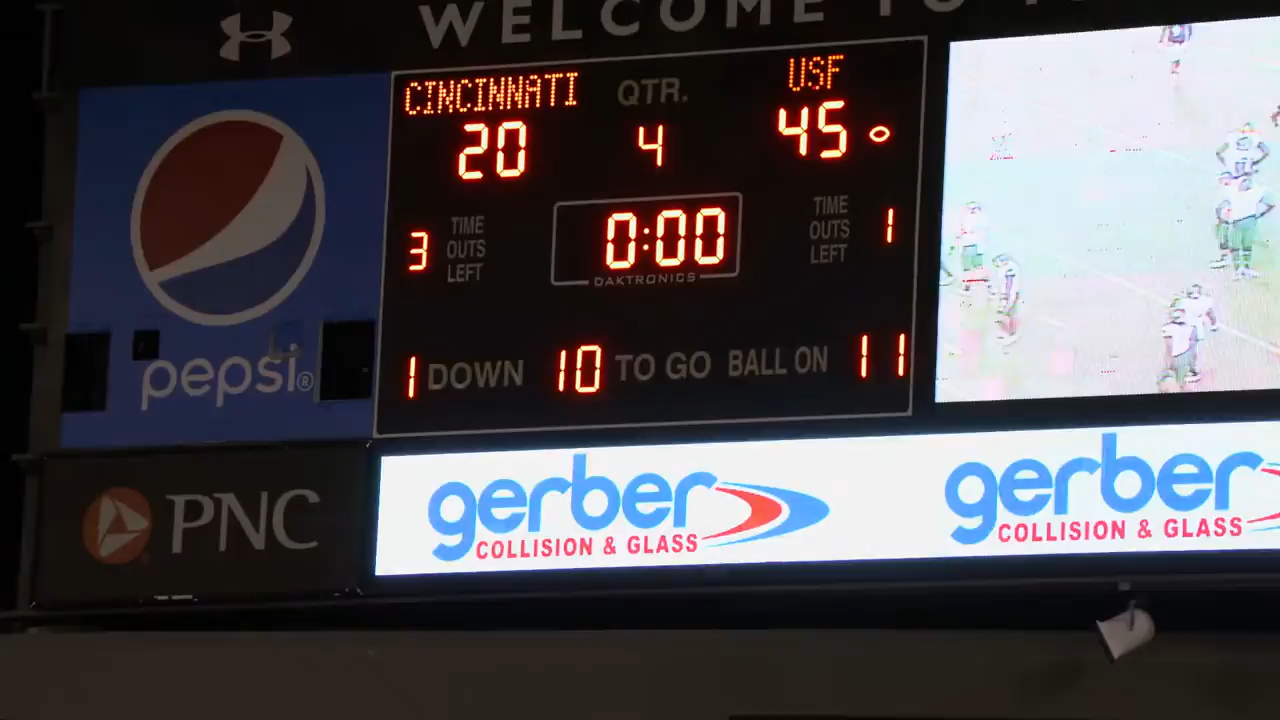 WELCOME TO
CINCINNATI QTR. USF
20 4 45
3 TIME OUTS LEFT 0:00 TIME OUTS LEFT 1
DAKTRONICS
1 DOWN 10 TO GO BALL ON 11
pepsi®
PNC
gerber gerber
COLLISION & GLASS COLLISION & GLASS